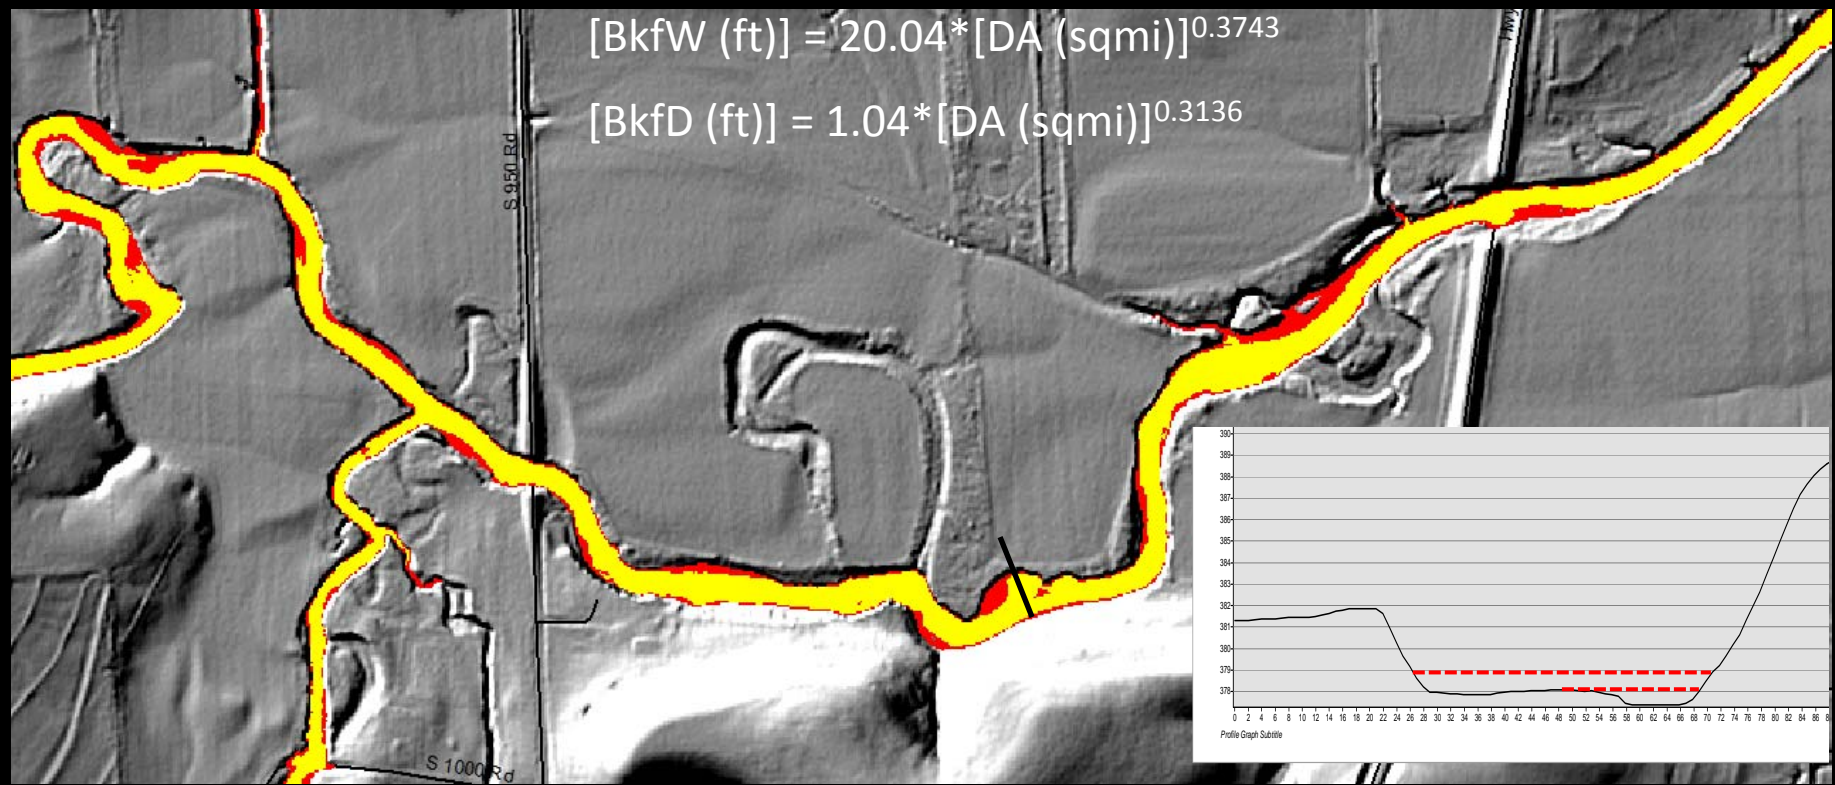 [BkfW (ft)] = 20.04*[DA (sqmi)]^0.3743
[BkfD (ft)] = 1.04*[DA (sqmi)]^0.3136
Hwy
S 950 Rd
S 1000 Rd
390
389
388
387
386
385
384
383
382
381
380
379
378
0 2 4 6 8 10 12 14 16 18 20 22 24 26 28 30 32 34 36 38 40 42 44 46 48 50 52 54 56 58 60 62 64 66 68 70 72 74 76 78 80 82 84 86 8
Profile Graph Subtitle